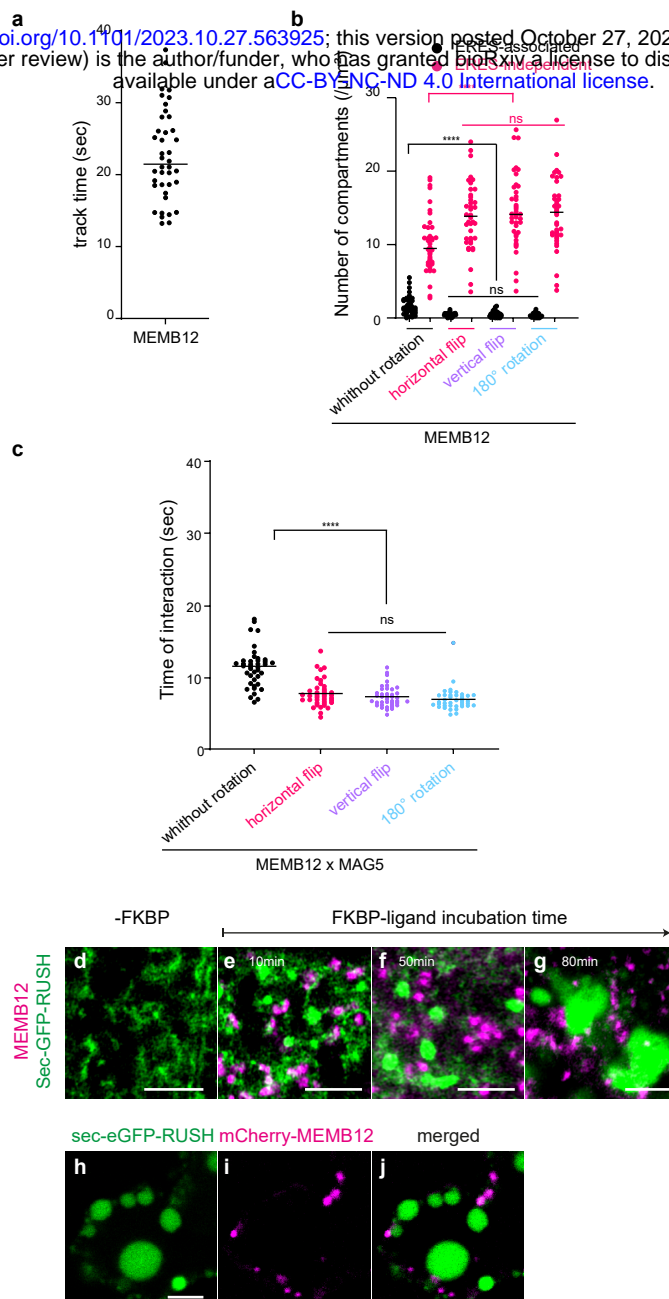 a
b
oi.org/10.1101/2023.10.27.563925; this version posted October 27, 202
er review) is the author/funder, who has granted bioRxiv a license to dis
available under aCC-BY-NC-ND 4.0 International license.
ERES-associated
ERES-independent
track time (sec)
40
30
20
10
0
MEMB12
Number of compartments (/µm²)
30
20
10
0
****
ns
****
ns
whithout rotation
horizontal flip
vertical flip
180° rotation
MEMB12
c
Time of interaction (sec)
40
30
20
10
0
****
ns
whithout rotation
horizontal flip
vertical flip
180° rotation
MEMB12 x MAG5
-FKBP
FKBP-ligand incubation time
MEMB12
Sec-GFP-RUSH
d
e 10min
f 50min
g 80min
sec-eGFP-RUSH mCherry-MEMB12 merged
h
i
j